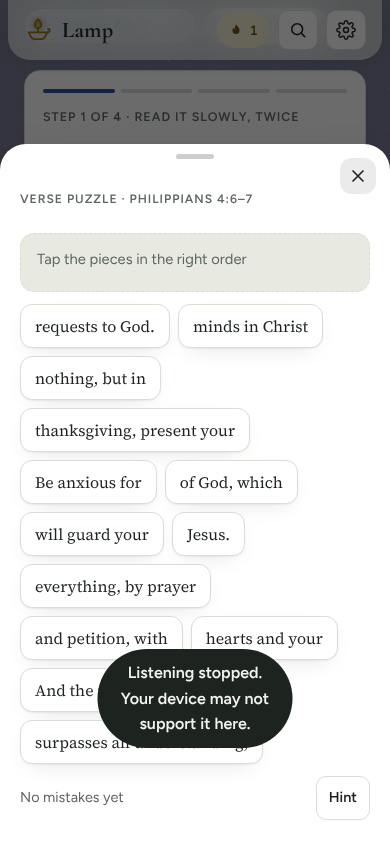 Lamp
1
STEP 1 OF 4 · READ IT SLOWLY, TWICE
VERSE PUZZLE · PHILIPPIANS 4:6–7
Tap the pieces in the right order
requests to God.
minds in Christ
nothing, but in
thanksgiving, present your
Be anxious for
of God, which
will guard your
Jesus.
everything, by prayer
and petition, with
hearts and your
And the
surpasses
Listening stopped.
Your device may not
support it here.
No mistakes yet
Hint